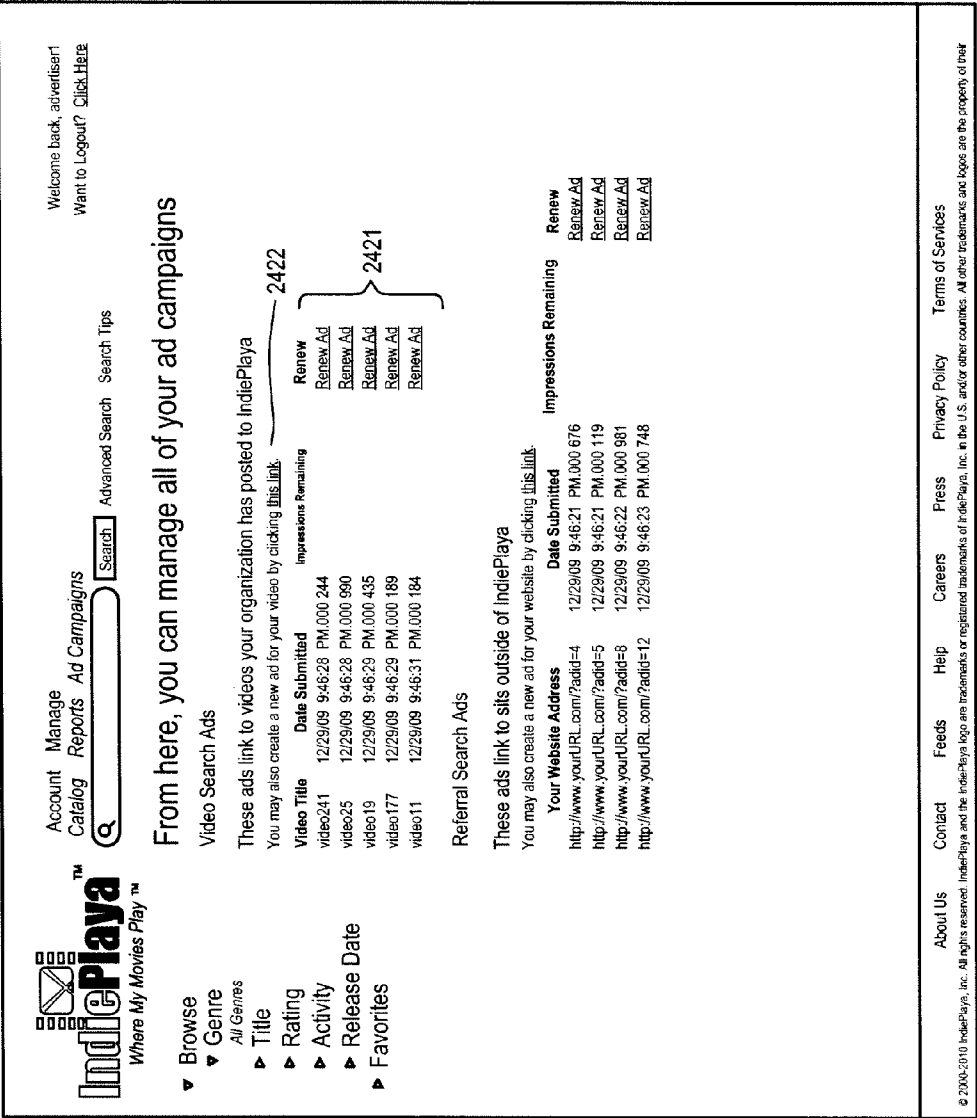 IndiePlaya ™
Where My Movies Play ™
Account Manage
Catalog Reports Ad Campaigns
Search Advanced Search Search Tips
Welcome back, advertiser1
Want to Logout? Click Here
Browse
Genre
All Genres
Title
Rating
Activity
Release Date
Favorites
From here, you can manage all of your ad campaigns
Video Search Ads
These ads link to videos your organization has posted to IndiePlaya
You may also create a new ad for your video by clicking this link. 2422
Video Title Date Submitted Impressions Remaining Renew
video241 12/29/09 9:46:28 PM.000 244 Renew Ad
video25 12/29/09 9:46:28 PM.000 990 Renew Ad
video19 12/29/09 9:46:29 PM.000 435 Renew Ad
video177 12/29/09 9:46:29 PM.000 189 Renew Ad
video11 12/29/09 9:46:31 PM.000 184 Renew Ad
2421
Referral Search Ads
These ads link to sits outside of IndiePlaya
You may also create a new ad for your website by clicking this link.
Your Website Address Date Submitted Impressions Remaining Renew
http://www.yourURL.com/?adid=4 12/29/09 9:46:21 PM.000 676 Renew Ad
http://www.yourURL.com/?adid=5 12/29/09 9:46:21 PM.000 119 Renew Ad
http://www.yourURL.com/?adid=8 12/29/09 9:46:22 PM.000 981 Renew Ad
http://www.yourURL.com/?adid=12 12/29/09 9:46:23 PM.000 748 Renew Ad
About Us Contact Feeds Help Careers Press Privacy Policy Terms of Services
© 2000-2010 IndiePlaya, Inc. All rights reserved. IndiePlaya and the IndiePlaya logo are trademarks or registered trademarks of IndiePlaya, Inc. in the U.S. and/or other countries. All other trademarks and logos are the property of their